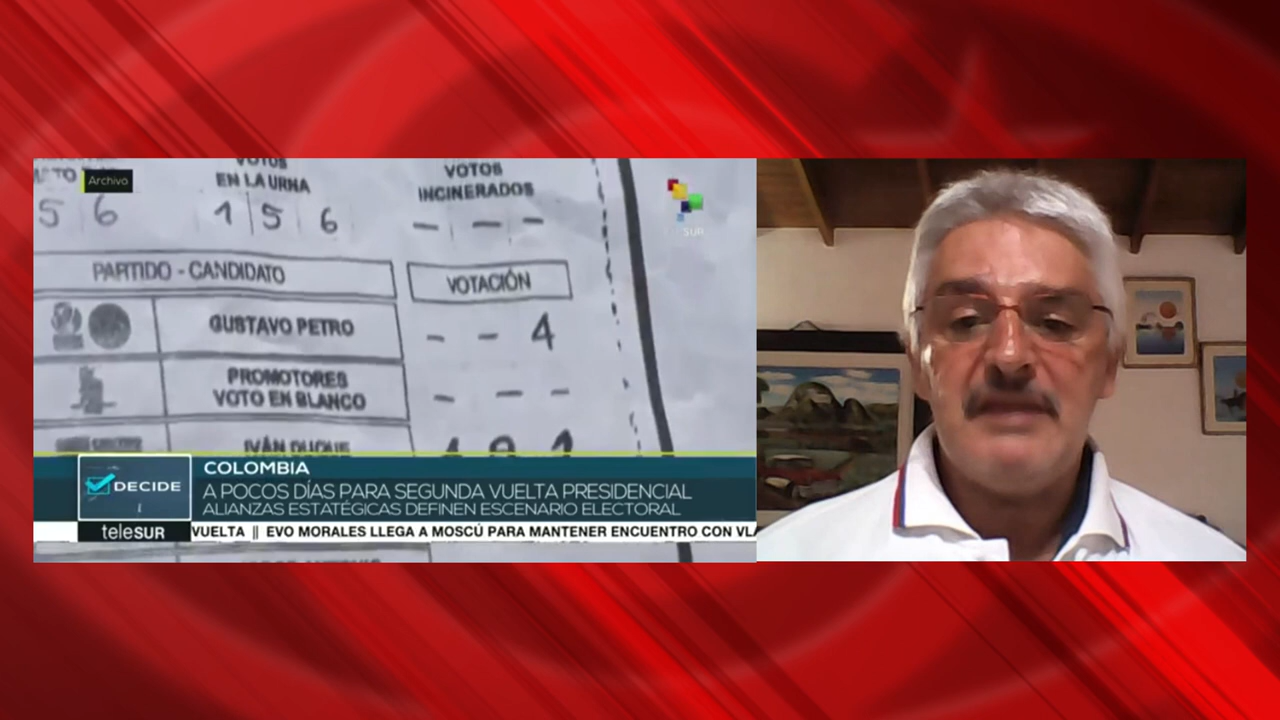 Archivo
VOTOS
EN LA URNA
VOTOS
INCINERADOS
5 6
1 5 6
- - -
PARTIDO - CANDIDATO
VOTACIÓN
GUSTAVO PETRO
- - 4
PROMOTORES
VOTO EN BLANCO
- - -
IVÁN DUQUE
SUR
DECIDE
COLOMBIA
A POCOS DÍAS PARA SEGUNDA VUELTA PRESIDENCIAL
ALIANZAS ESTATÉGICAS DEFINEN ESCENARIO ELECTORAL
teleSUR
VUELTA || EVO MORALES LLEGA A MOSCÚ PARA MANTENER ENCUENTRO CON